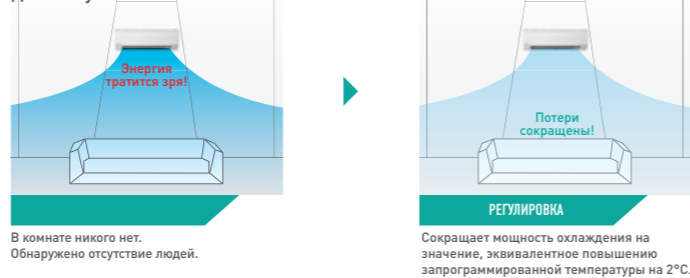 Энергия
тратится зря!
В комнате никого нет.
Обнаружено отсутствие людей.
Потери
сокращены!
РЕГУЛИРОВКА
Сокращает мощность охлаждения на
значение, эквивалентное повышению
запрограммированной температуры на 2°С.